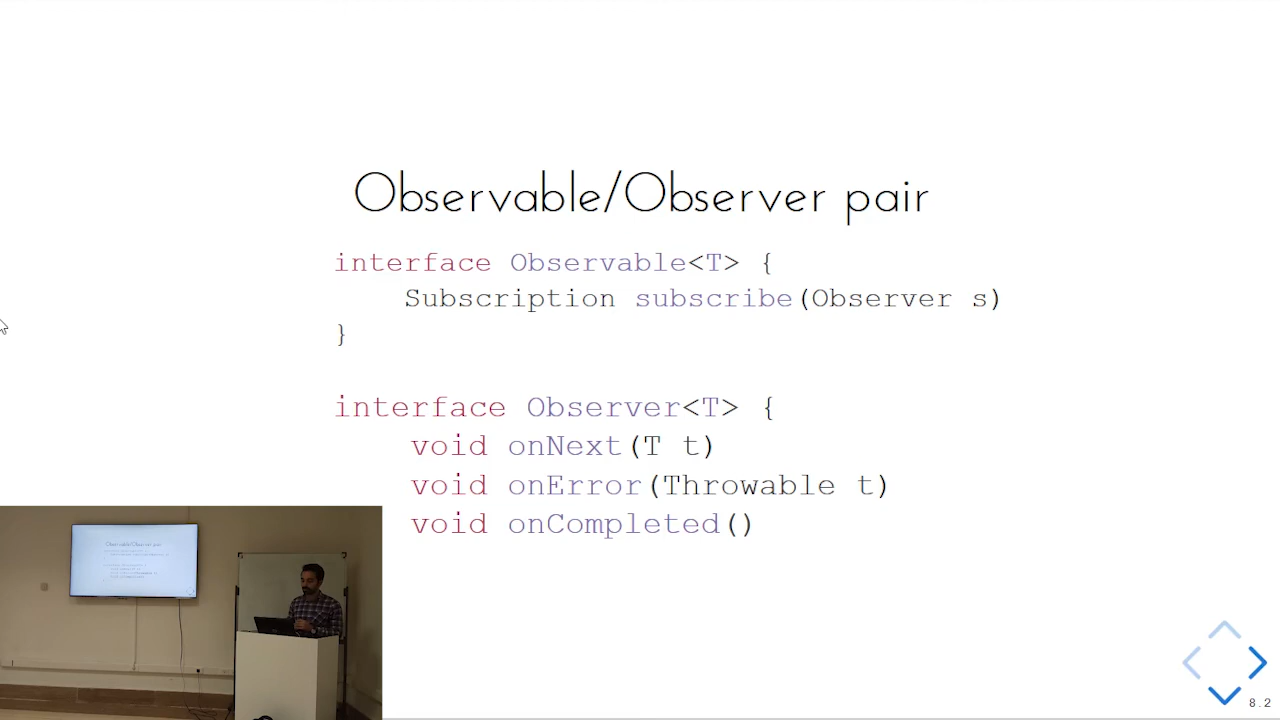 Observable/Observer pair
interface Observable<T> {
Subscription subscribe(Observer s)
}
interface Observer<T> {
void onNext(T t)
void onError(Throwable t)
void onCompleted()
8.2